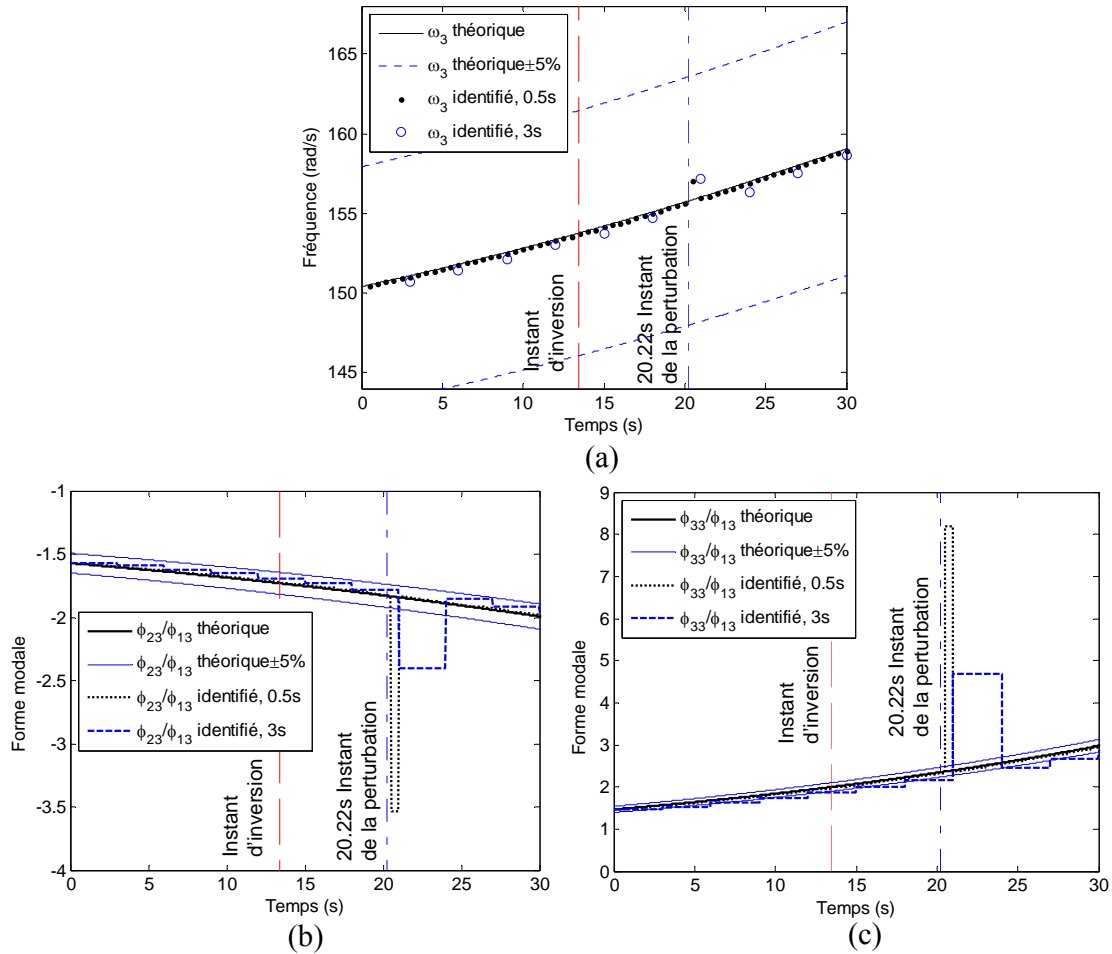 165
160
155
150
145
ω3 théorique
ω3 théorique±5%
ω3 identifié, 0.5s
ω3 identifié, 3s
Fréquence (rad/s)
Instant
d'inversion
20.22s Instant
de la perturbation
0 5 10 15 20 25 30
Temps (s)
(a)
-1
-1.5
-2
-2.5
-3
-3.5
-4
ϕ23/ϕ13 théorique
ϕ23/ϕ13 théorique±5%
ϕ23/ϕ13 identifié, 0.5s
ϕ23/ϕ13 identifié, 3s
Forme modale
Instant
d'inversion
20.22s Instant
de la perturbation
0 5 10 15 20 25 30
Temps (s)
(b)
9
8
7
6
5
4
3
2
1
0
ϕ33/ϕ13 théorique
ϕ33/ϕ13 théorique±5%
ϕ33/ϕ13 identifié, 0.5s
ϕ33/ϕ13 identifié, 3s
Forme modale
Instant
d'inversion
20.22s Instant
de la perturbation
0 5 10 15 20 25 30
Temps (s)
(c)